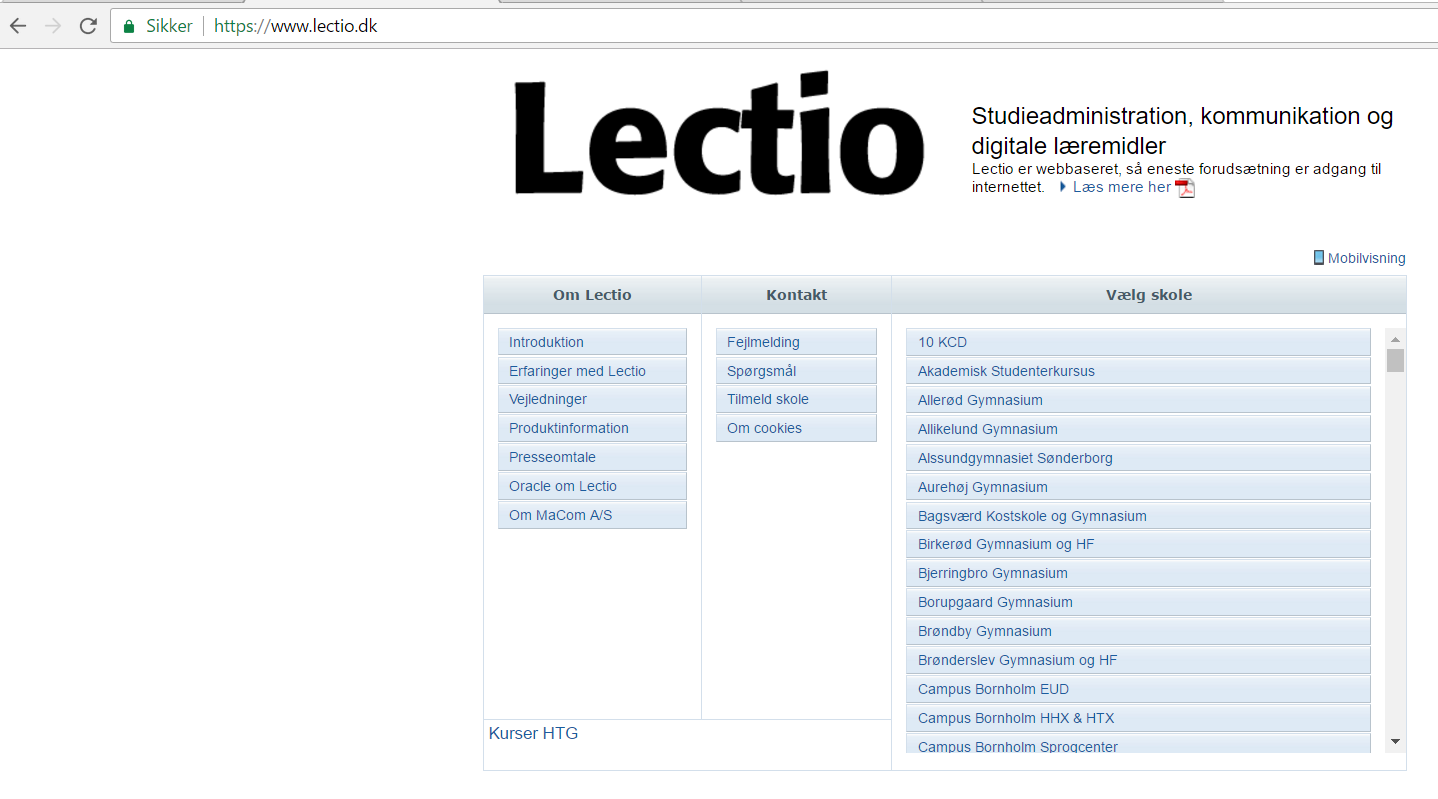 Sikker https://www.lectio.dk
Lectio
Studieadministration, kommunikation og
digitale læremidler
Lectio er webbaseret, så eneste forudsætning er adgang til
internettet. Læs mere her
Mobilvisning
Om Lectio
Introduktion
Erfaringer med Lectio
Vejledninger
Produktinformation
Presseomtale
Oracle om Lectio
Om MaCom A/S
Kontakt
Fejlmelding
Spørgsmål
Tilmeld skole
Om cookies
Kurser HTG
Vælg skole
10 KCD
Akademisk Studenterkursus
Allerød Gymnasium
Allikelund Gymnasium
Alssundgymnasiet Sønderborg
Aurehøj Gymnasium
Bagsværd Kostskole og Gymnasium
Birkerød Gymnasium og HF
Bjerringbro Gymnasium
Borupgaard Gymnasium
Brøndby Gymnasium
Brønderslev Gymnasium og HF
Campus Bornholm EUD
Campus Bornholm HHX & HTX
Campus Bornholm Sprogcenter